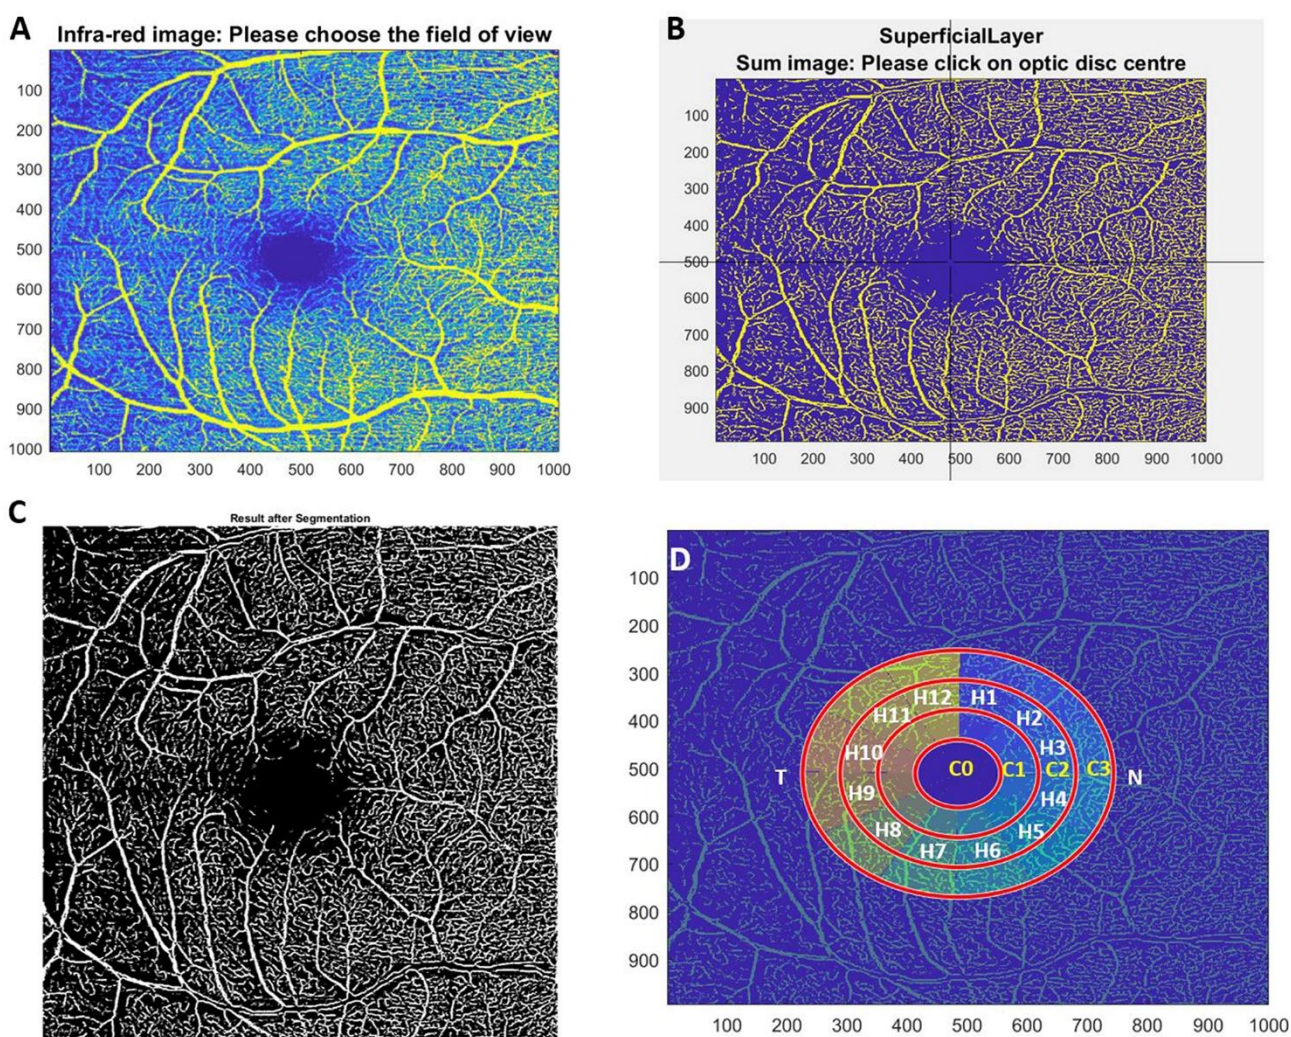 A
Infra-red image: Please choose the field of view
100
200
300
400
500
600
700
800
900
1000
100 200 300 400 500 600 700 800 900 1000
B
SuperficialLayer
Sum image: Please click on optic disc centre
100
200
300
400
500
600
700
800
900
100 200 300 400 500 600 700 800 900 1000
C
Result after Segmentation
D
100
200
300
400
500
600
700
800
900
H12 H1
H11 H2
H10 H3
T C0 C1 C2 C3 N
H9 H4
H8 H5
H7 H6
100 200 300 400 500 600 700 800 900 1000